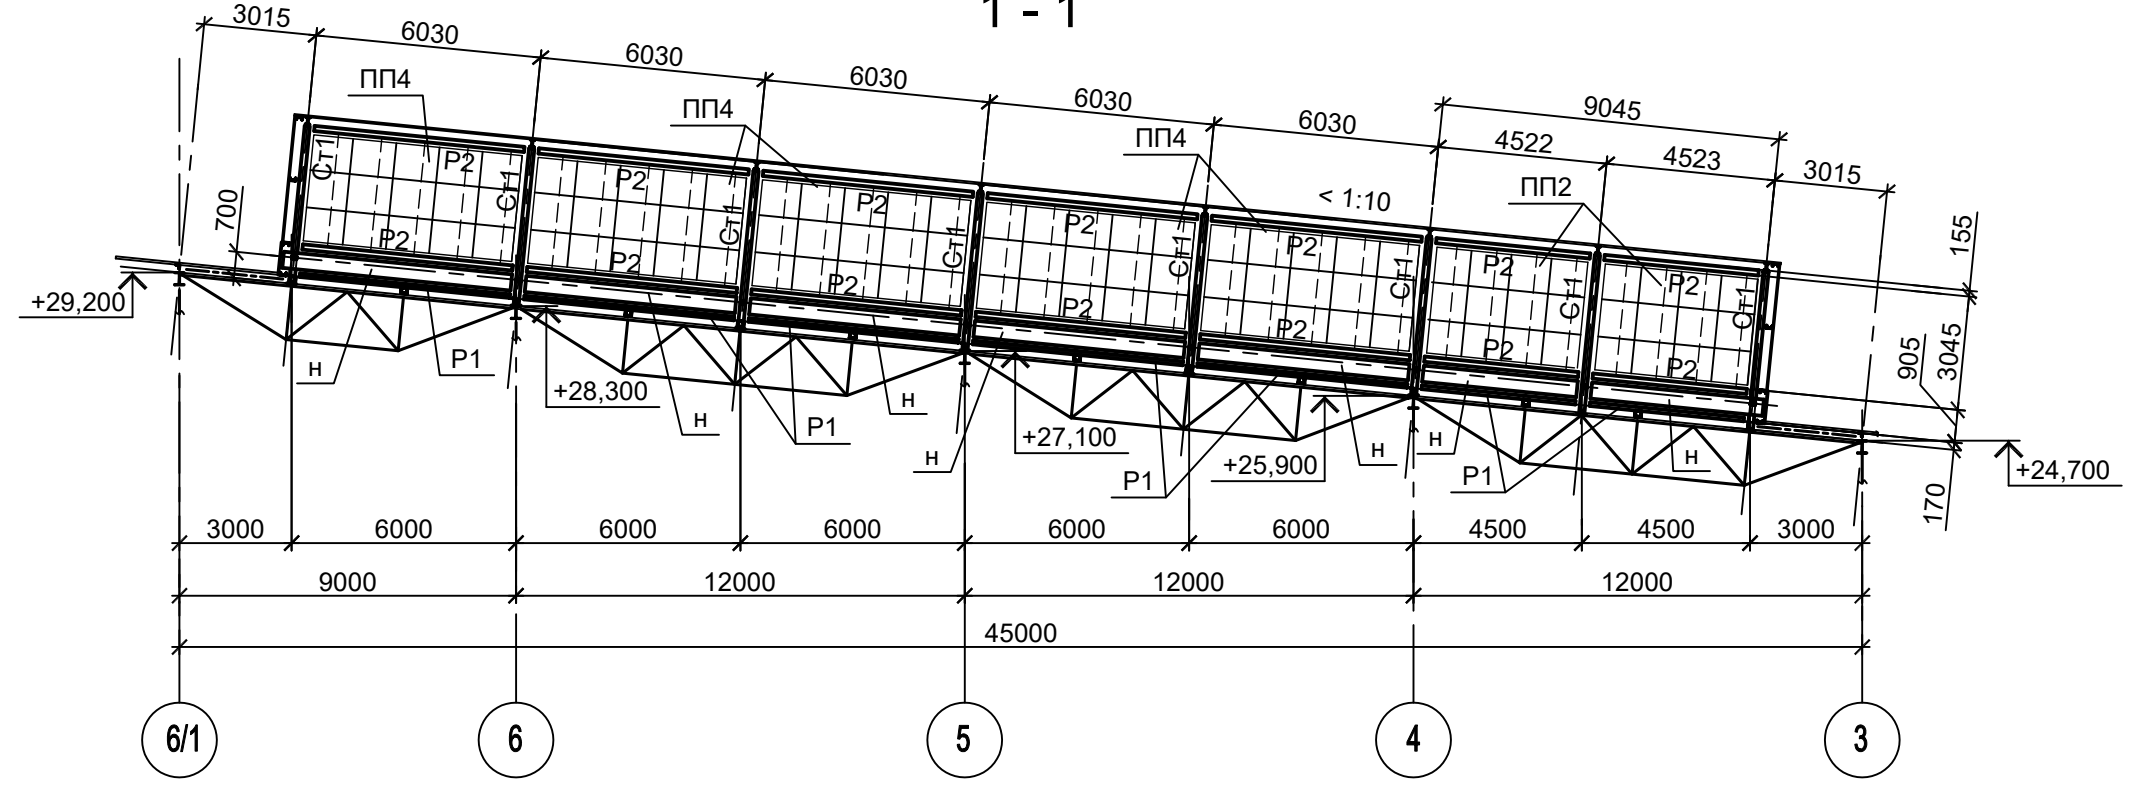 1 - 1
3015
6030
6030
6030
6030
6030
9045
4522
4523
3015
ПП4
ПП4
ПП4
ПП2
< 1:10
Ст1
Р2
Ст1
Р2
Ст1
Р2
Ст1
Р2
Ст1
Р2
Ст1
Р2
Ст1
Р2
Ст1
700
Р2
Р2
Р2
Р2
Р2
Р2
Р2
155
905
3045
170
+29,200
+28,300
+27,100
+25,900
+24,700
н
Р1
н
Р1
н
н
Р1
н
н
Р1
н
3000
6000
6000
6000
6000
6000
4500
4500
3000
9000
12000
12000
12000
45000
6/1
6
5
4
3